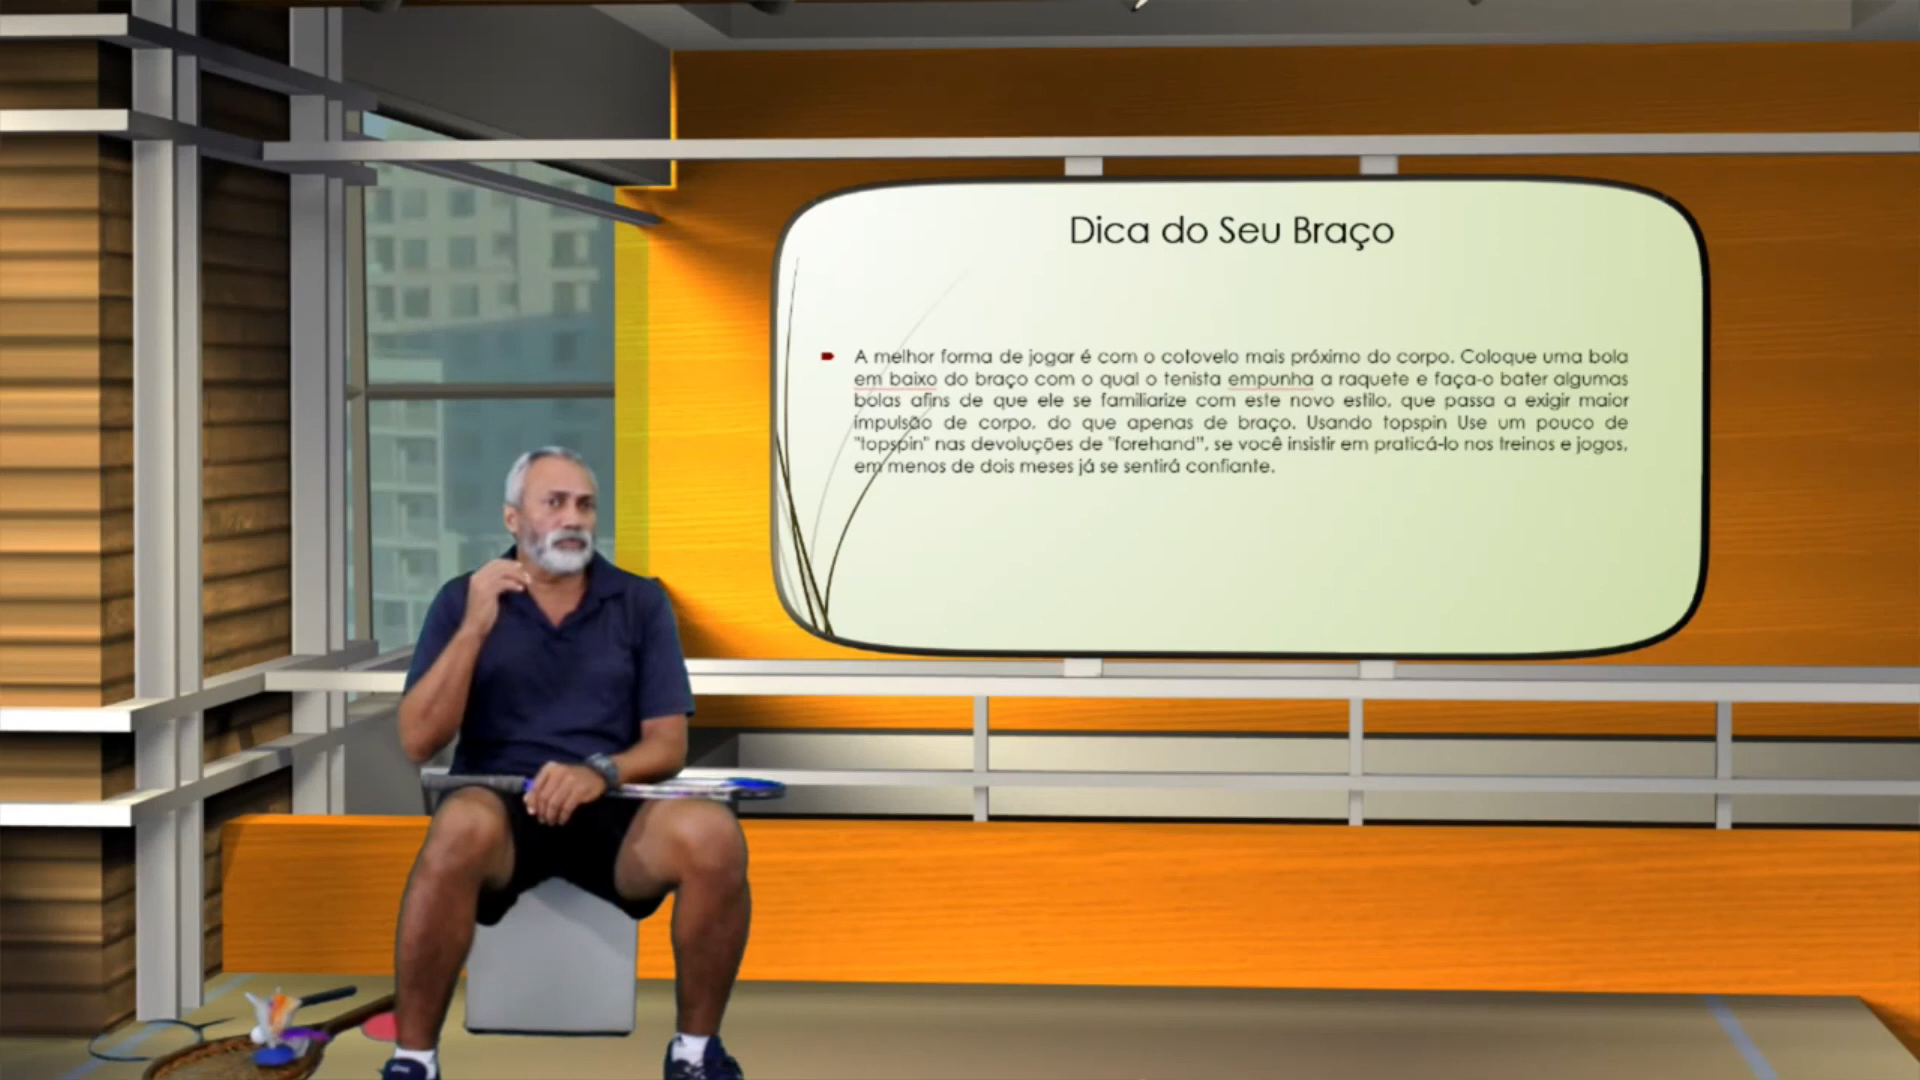 Dica do Seu Braço
A melhor forma de jogar é com o cotovelo mais próximo do corpo. Coloque uma bola
em baixo do braço com o qual o tenista empunha a raquete e faça-o bater algumas
bolas afins de que ele se familiarize com este novo estilo, que passa a exigir maior
impulsão de corpo, do que apenas de braço. Usando topspin Use um pouco de
"topspin" nas devoluções de "forehand", se você insistir em praticá-lo nos treinos e jogos,
em menos de dois meses já se sentirá confiante.